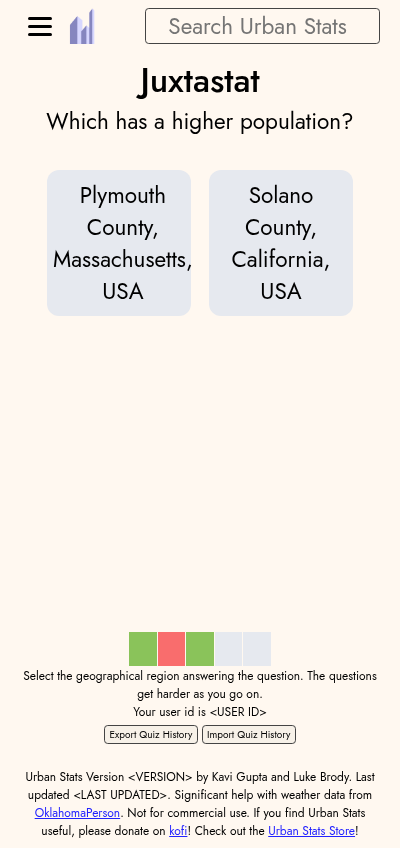 Search Urban Stats
Juxtastat
Which has a higher population?
Plymouth
County,
Massachusetts,
USA
Solano
County,
California,
USA
Select the geographical region answering the question. The questions
get harder as you go on.
Your user id is <USER ID>
Export Quiz History
Import Quiz History
Urban Stats Version <VERSION> by Kavi Gupta and Luke Brody. Last
updated <LAST UPDATED>. Significant help with weather data from
OklahomaPerson. Not for commercial use. If you find Urban Stats
useful, please donate on kofi! Check out the Urban Stats Store!